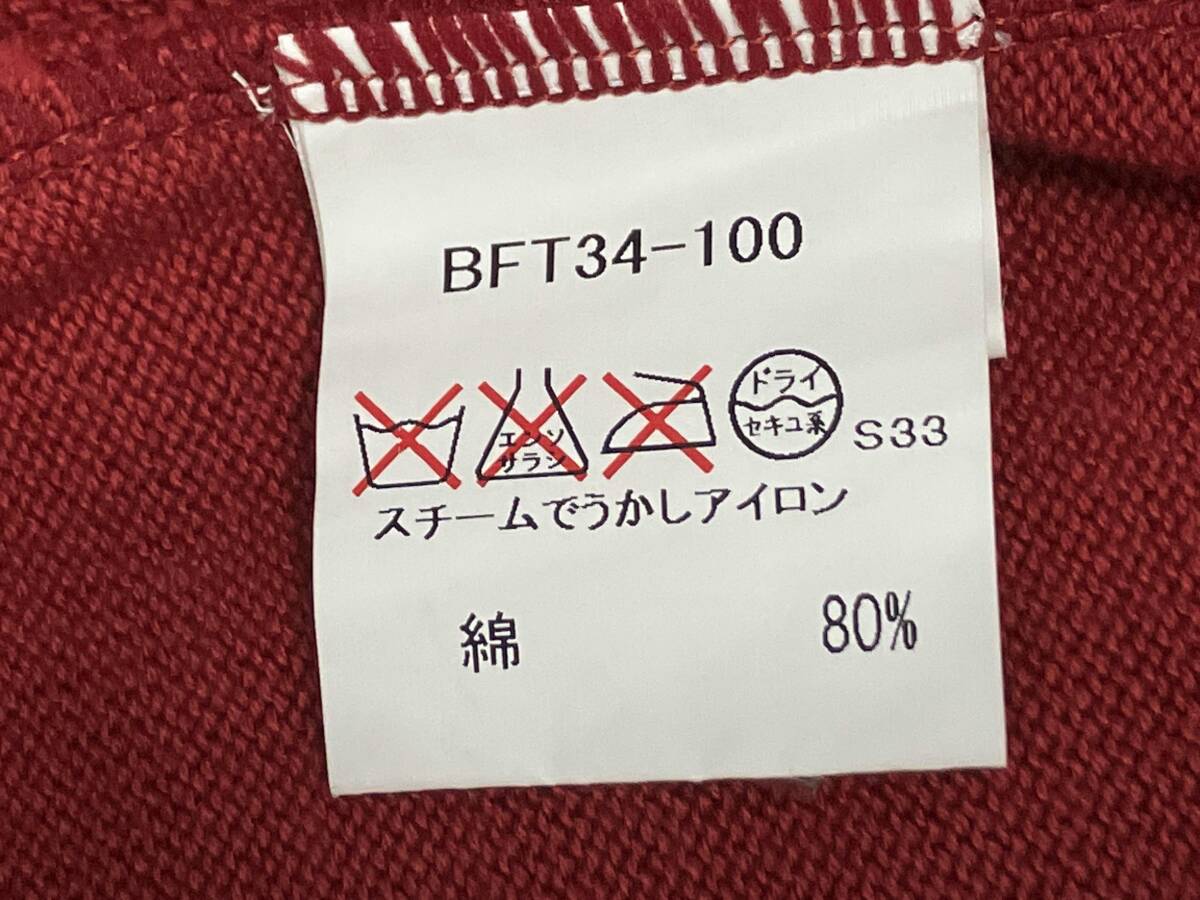 BFT34-100
エンソ
サラシ
ドライ
セキユ系
S33
スチームでうかしアイロン
綿 80%